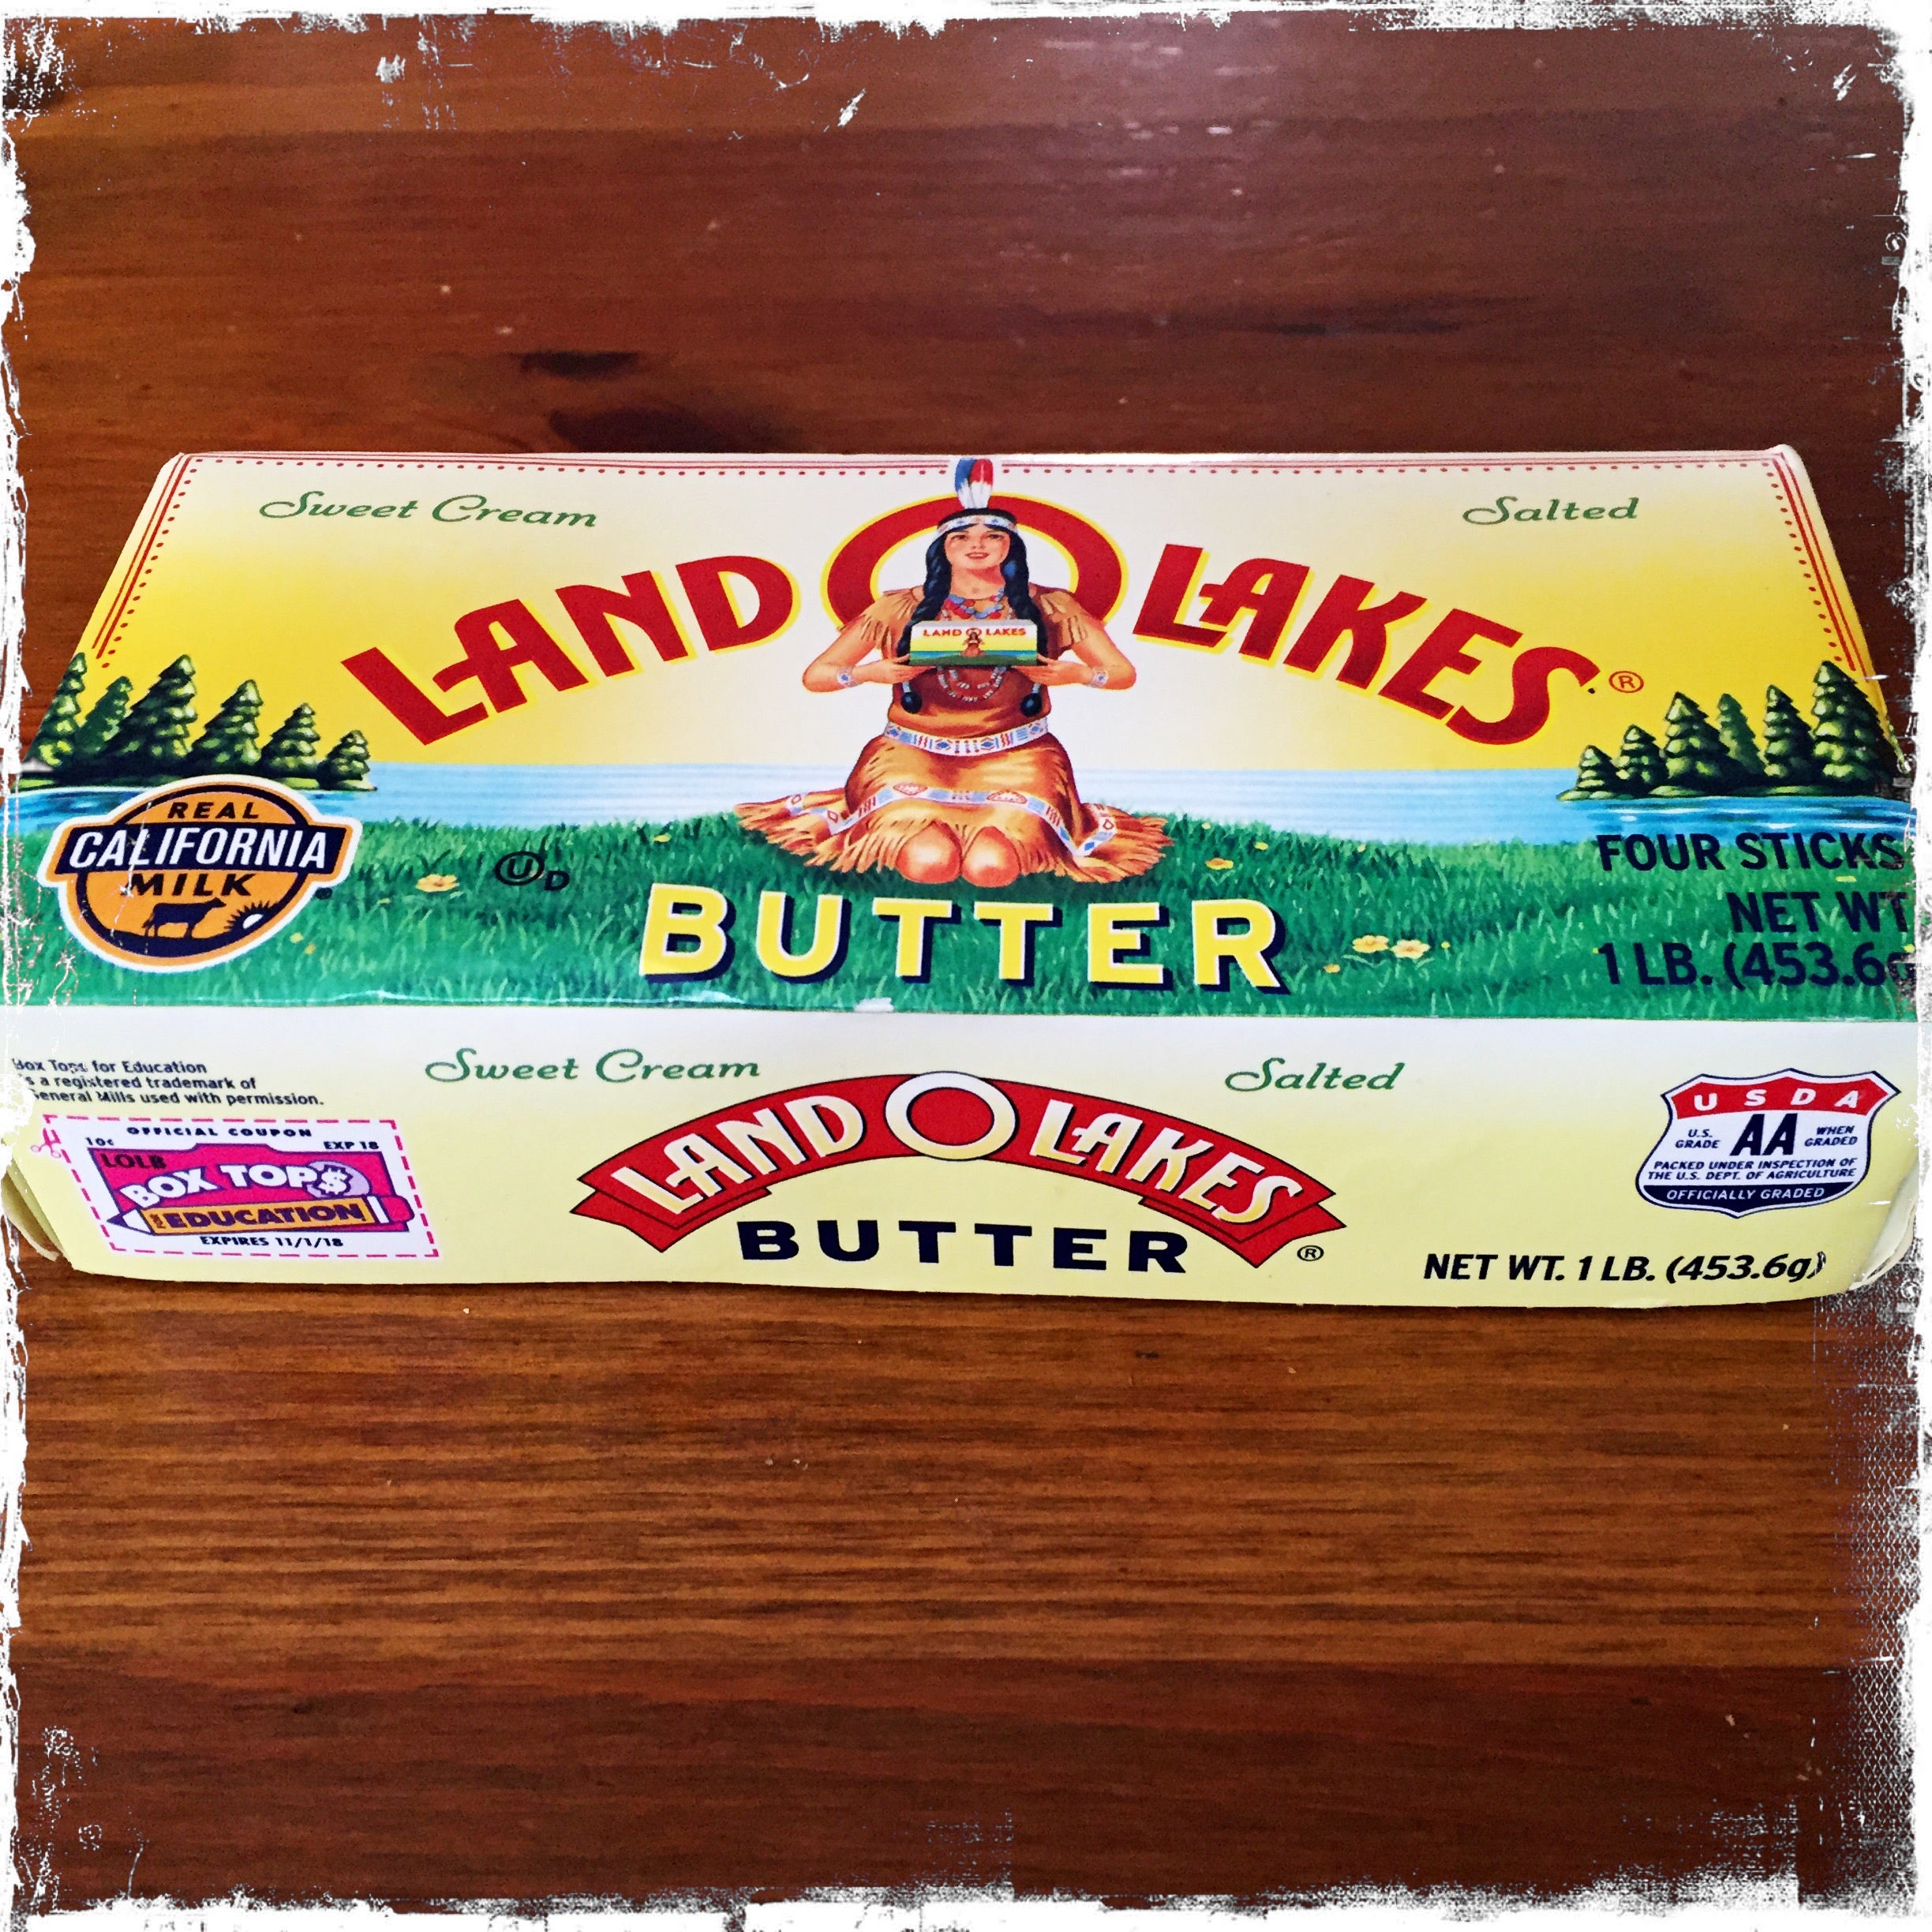 Sweet Cream
Salted
LAND O LAKES®
LAND O LAKES
REAL
CALIFORNIA
MILK
U D
BUTTER
FOUR STICKS
NET WT
1 LB. (453.6g
Box Tops for Education
is a registered trademark of
General Mills used with permission.
OFFICIAL COUPON
10¢ EXP 18
LOLB
BOX TOPS
FOR EDUCATION
EXPIRES 11/1/18
Sweet Cream
Salted
LAND O LAKES
BUTTER ®
USDA
U.S. GRADE AA WHEN GRADED
PACKED UNDER INSPECTION OF
THE U.S. DEPT. OF AGRICULTURE
OFFICIALLY GRADED
NET WT. 1 LB. (453.6g)